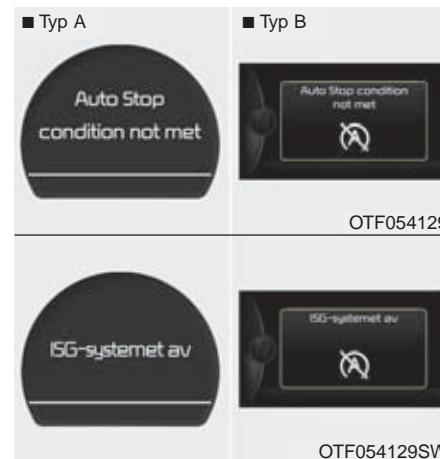 ■ Typ A
■ Typ B
Auto Stop
condition not met
Auto Stop condition
not met
OTF054129
ISG-systemet av
ISG-systemet av
OTF054129SW